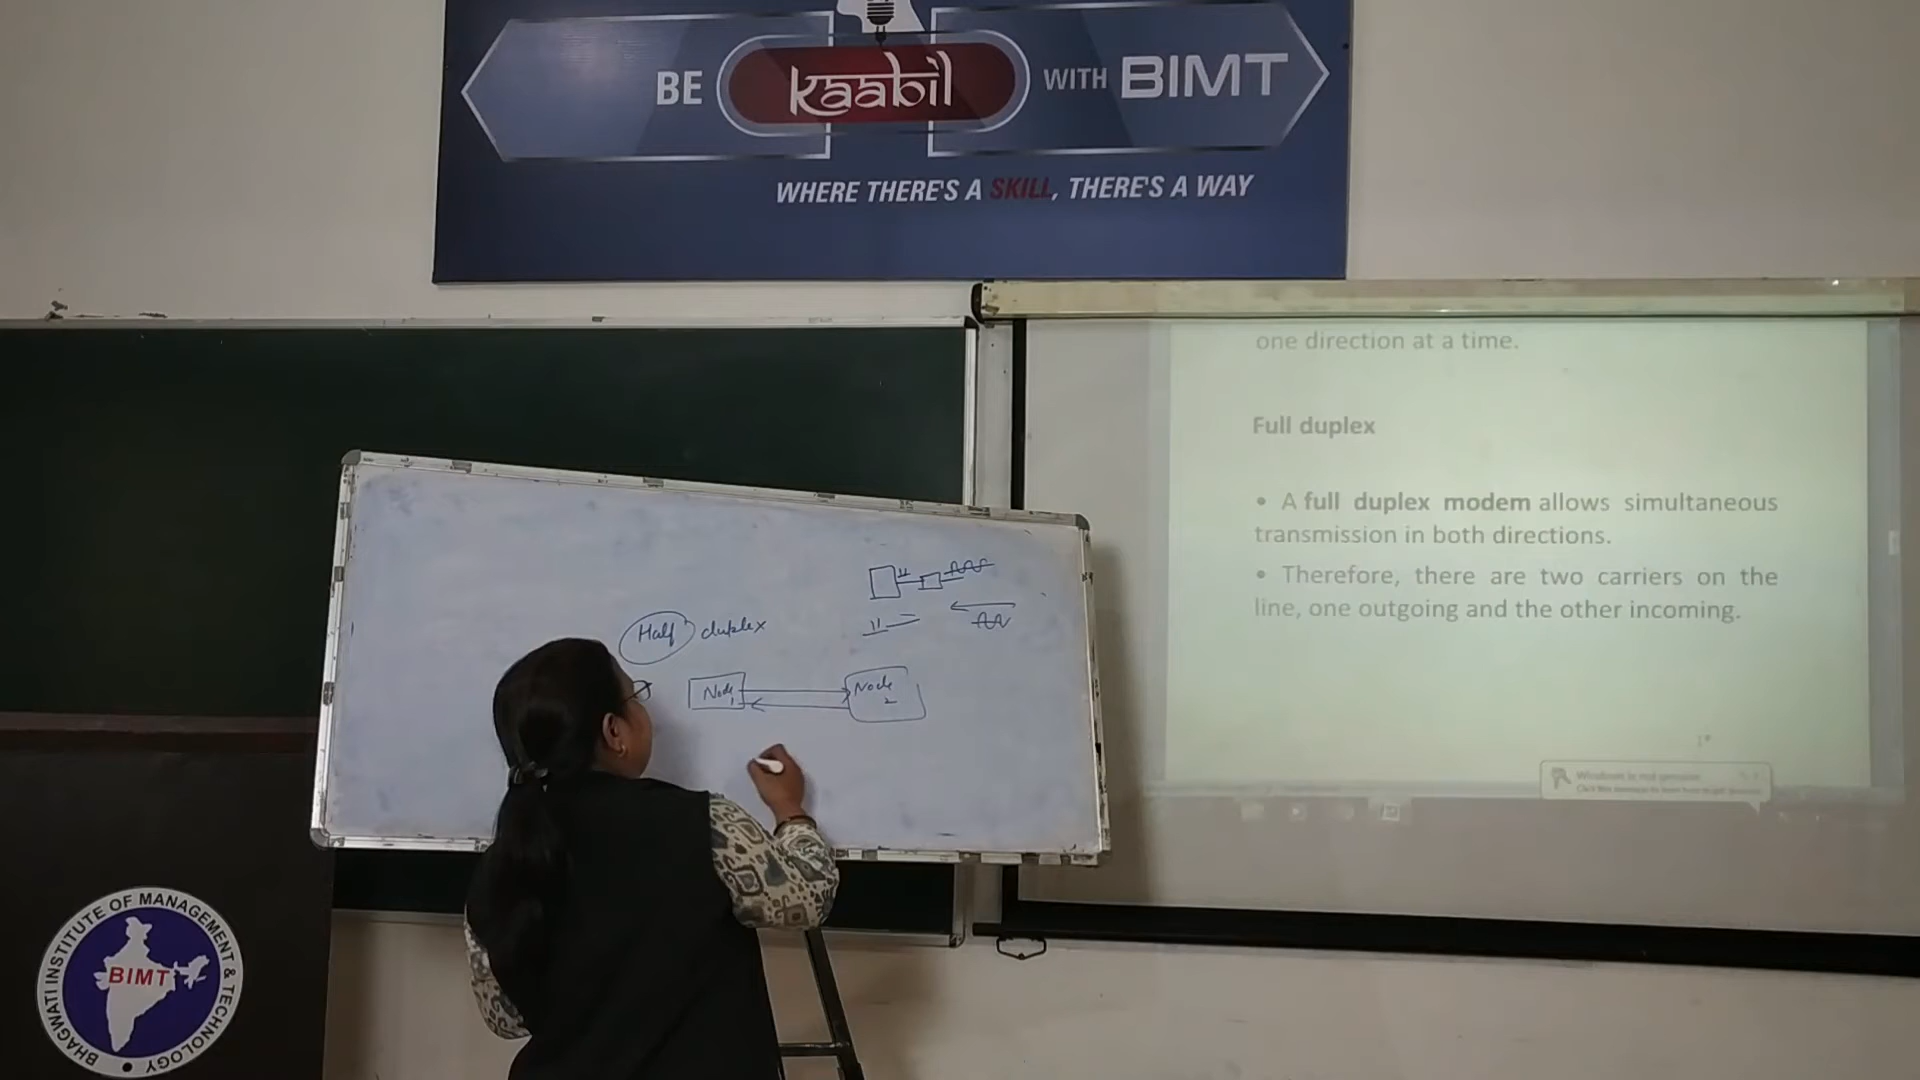 BE kaabil WITH BIMT
WHERE THERE'S A SKILL, THERE'S A WAY
one direction at a time.
Full duplex
• A full duplex modem allows simultaneous
transmission in both directions.
• Therefore, there are two carriers on the
line, one outgoing and the other incoming.
Half duplex
Node 1
Node 2
BHAGWATI INSTITUTE OF MANAGEMENT & TECHNOLOGY
BIMT